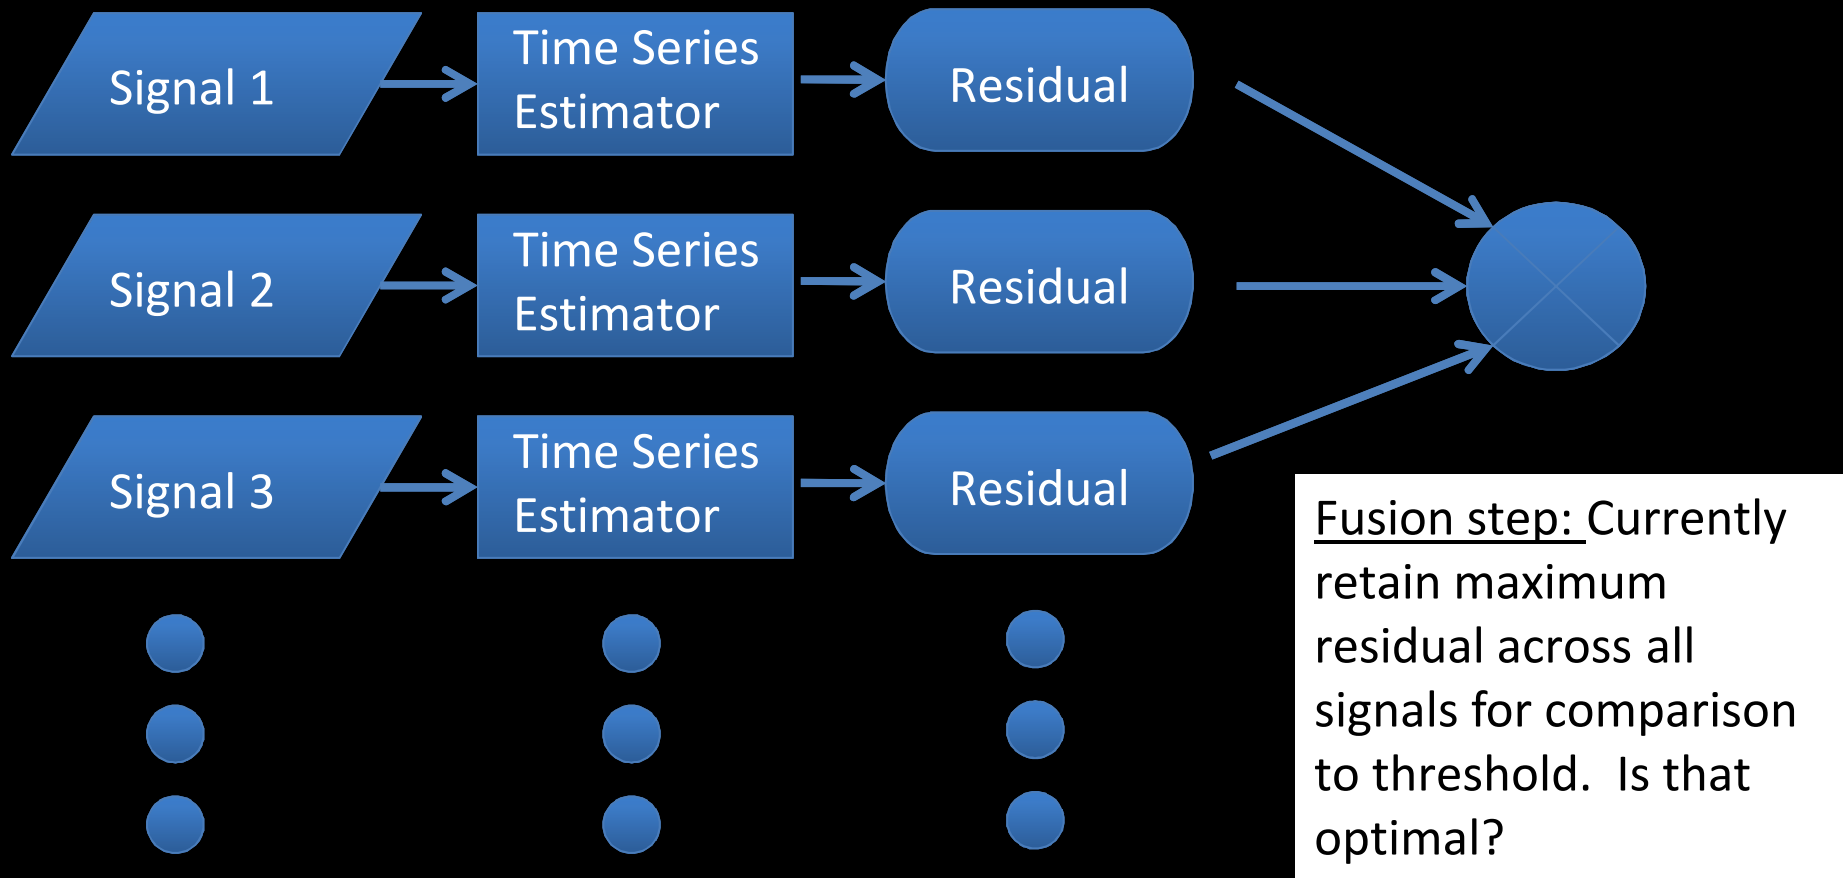 Signal 1
Time Series
Estimator
Residual
Signal 2
Time Series
Estimator
Residual
Signal 3
Time Series
Estimator
Residual
Fusion step: Currently
retain maximum
residual across all
signals for comparison
to threshold.  Is that
optimal?